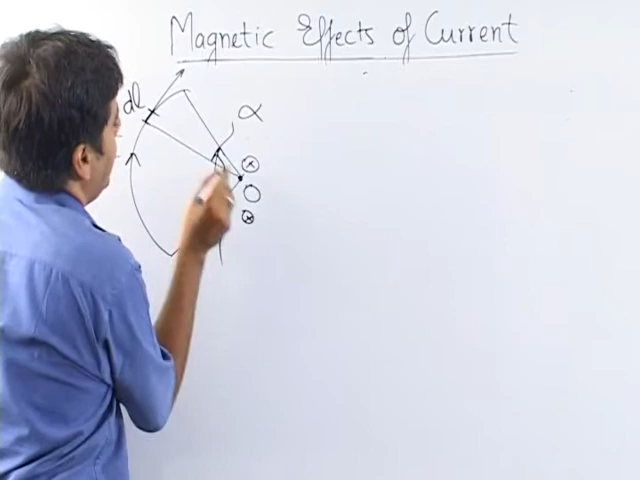 Magnetic Effects of Current
dl
α
O